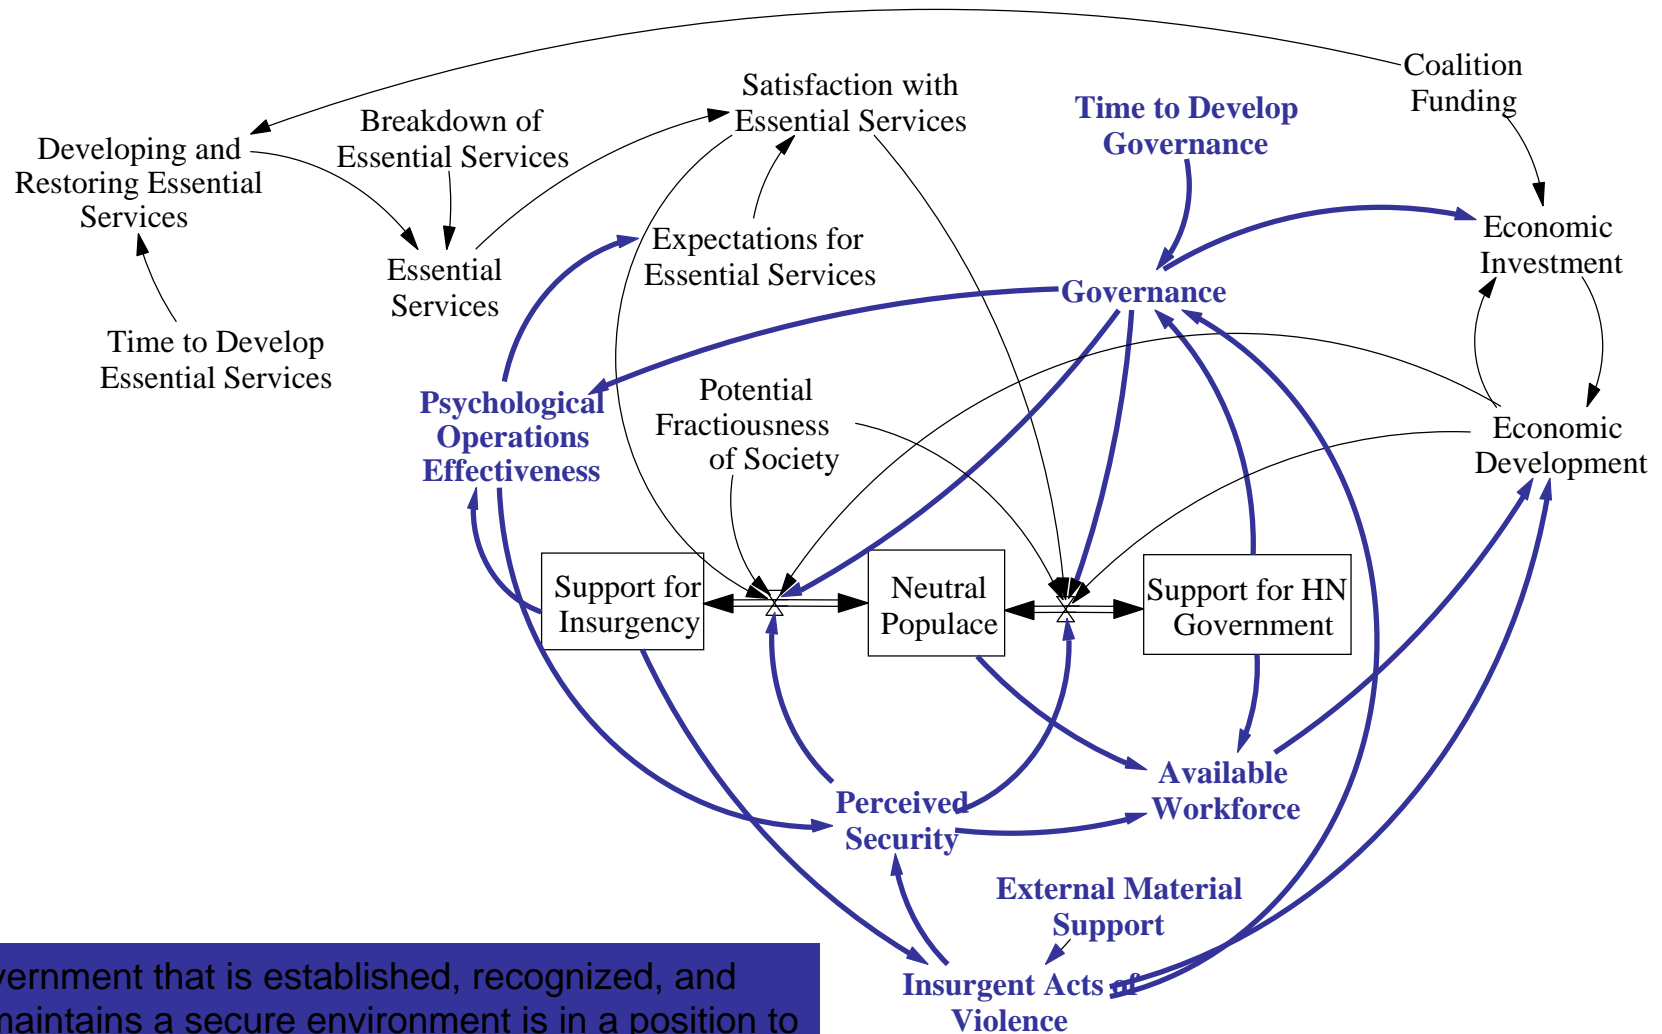 Coalition
Funding
Satisfaction with
Essential Services
Time to Develop
Governance
Breakdown of
Essential Services
Developing and
Restoring Essential
Services
Economic
Investment
Expectations for
Essential Services
Essential
Services
Governance
Time to Develop
Essential Services
Psychological
Operations
Effectiveness
Potential
Fractiousness
of Society
Economic
Development
Support for
Insurgency
Neutral
Populace
Support for HN
Government
Available
Workforce
Perceived
Security
External Material
Support
Insurgent Acts of
Violence
vernment that is established, recognized, and
maintains a secure environment is in a position to